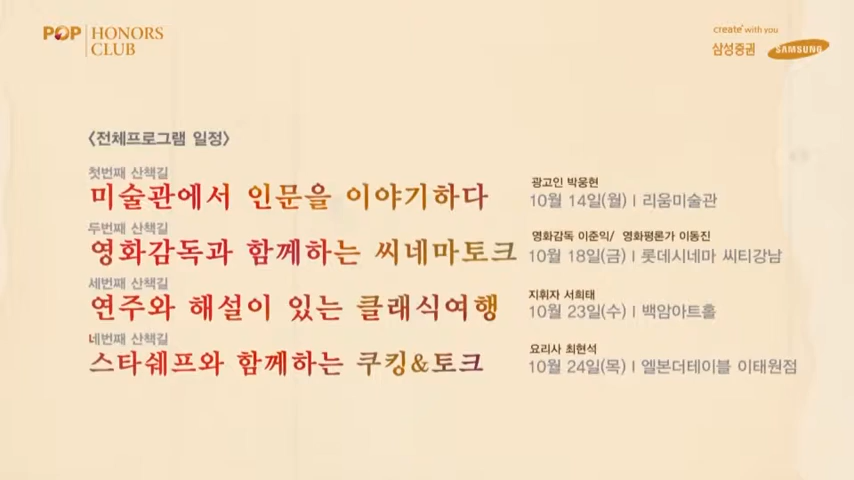 POP HONORS CLUB
create with you
삼성증권 SAMSUNG
<전체프로그램 일정>
첫번째 산책길
미술관에서 인문을 이야기하다
광고인 박웅현
10월 14일(월) | 리움미술관
두번째 산책길
영화감독과 함께하는 씨네마토크
영화감독 이준익/ 영화평론가 이동진
10월 18일(금) | 롯데시네마 씨티강남
세번째 산책길
연주와 해설이 있는 클래식여행
지휘자 서희태
10월 23일(수) | 백암아트홀
네번째 산책길
스타쉐프와 함께하는 쿠킹&토크
요리사 최현석
10월 24일(목) | 엘본더테이블 이태원점